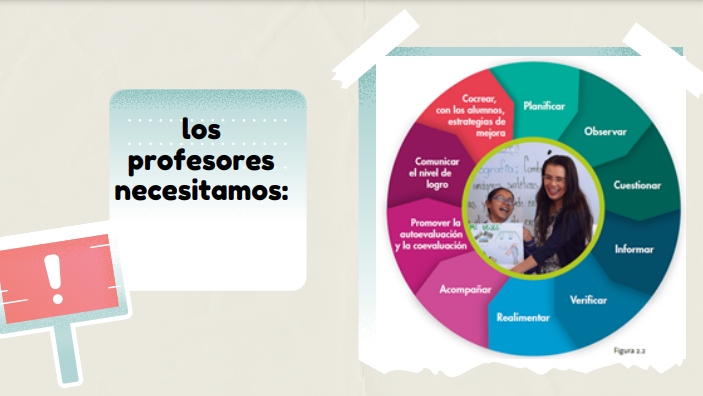 los
profesores
necesitamos:
!
Planificar
Observar
Cuestionar
Informar
Verificar
Realimentar
Acompañar
Promover la
autoevaluación
y la coevaluación
Comunicar
el nivel de
logro
Cocrear,
con los alumnos,
estrategias de
mejora
Figura 2.2